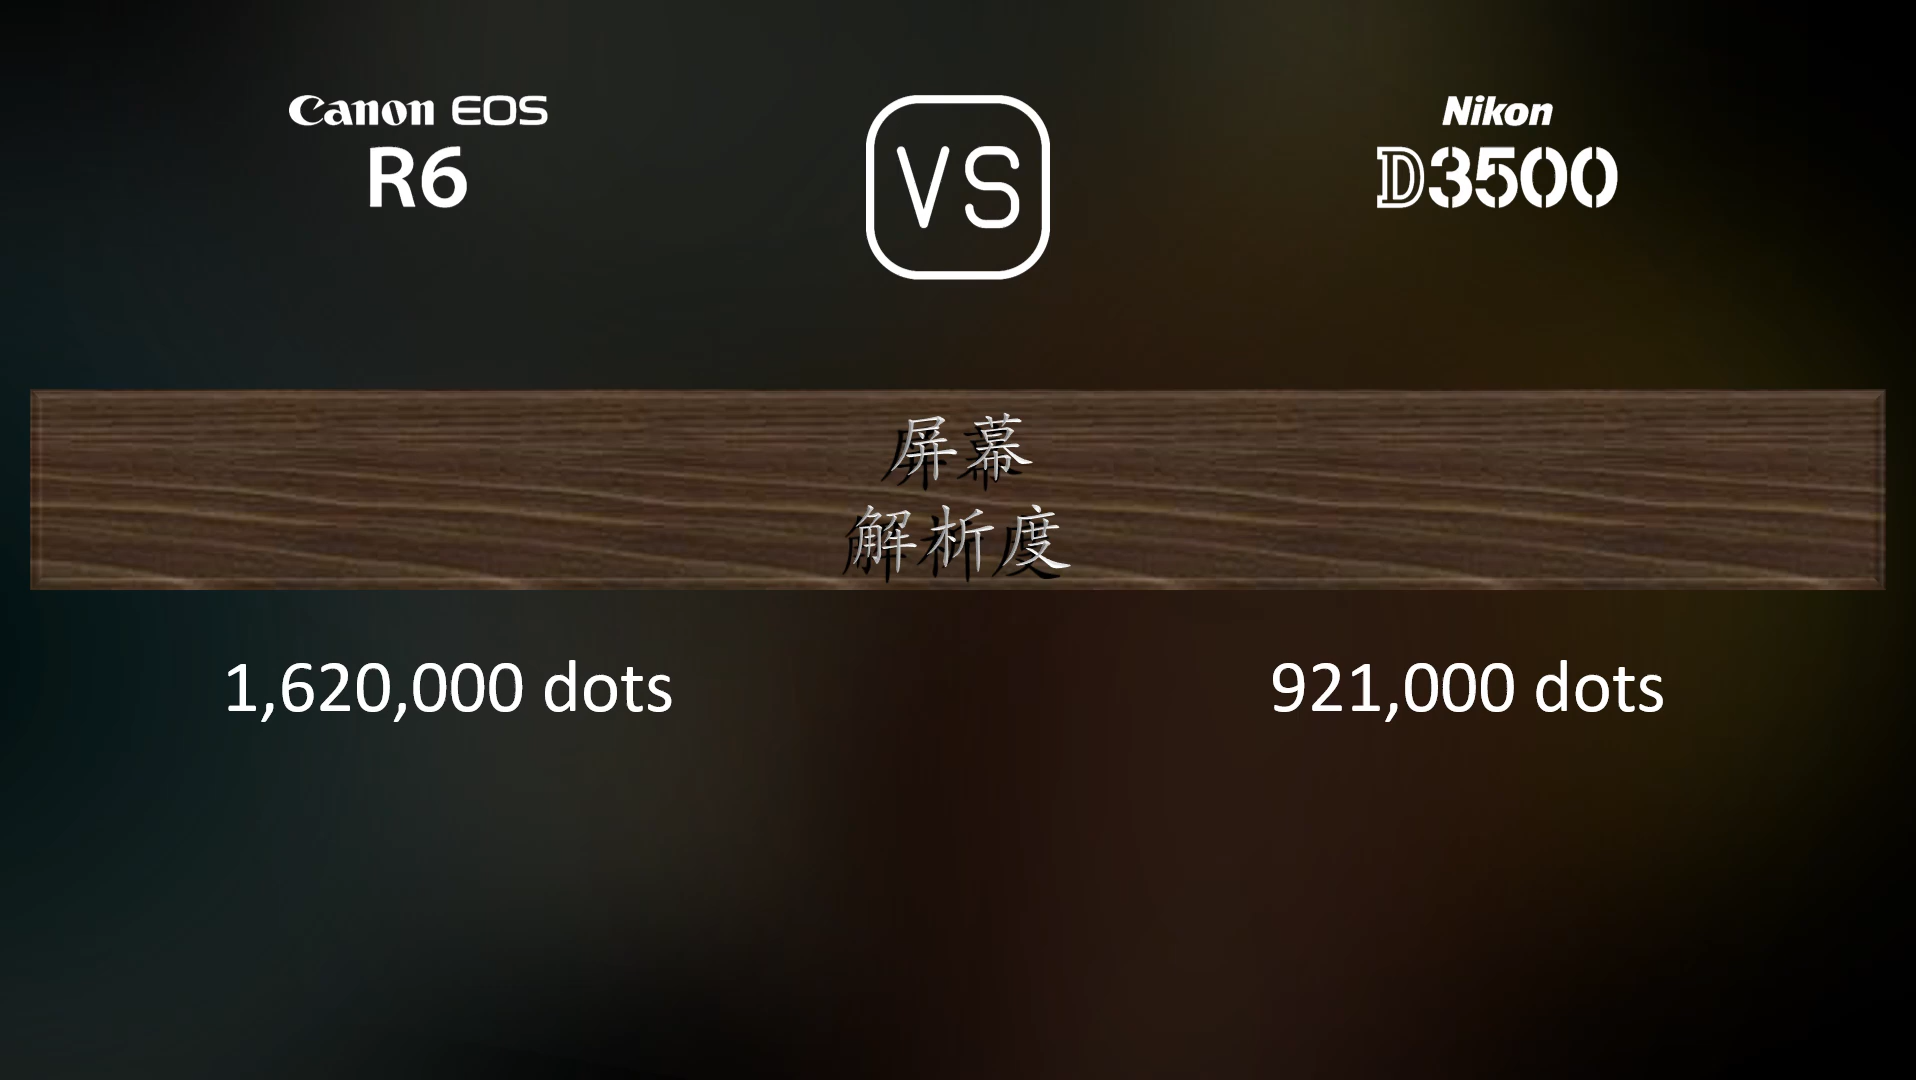 Canon EOS
R6
VS
Nikon
D3500
屏幕
解析度
1,620,000 dots
921,000 dots